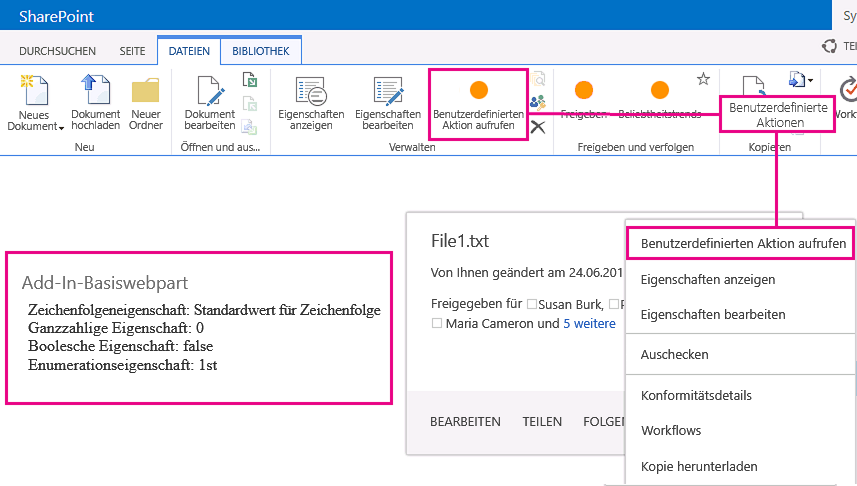 SharePoint
Sy
DURCHSUCHEN SEITE DATEIEN BIBLIOTHEK
TEI
Neues
Dokument
Dokument
hochladen
Neuer
Ordner
Neu
Dokument
bearbeiten
Öffnen und aus...
Eigenschaften
anzeigen
Eigenschaften
bearbeiten
Benutzerdefinierten
Aktion aufrufen
Verwalten
Freigeben
Beliebtheitstrends
Freigeben und verfolgen
Benutzerdefinierte
Aktionen
Kopieren
Workf
Add-In-Basiswebpart
Zeichenfolgeneigenschaft: Standardwert für Zeichenfolge
Ganzzahlige Eigenschaft: 0
Boolesche Eigenschaft: false
Enumerationseigenschaft: 1st
File1.txt
Von Ihnen geändert am 24.06.201
Freigegeben für Susan Burk,
Maria Cameron und 5 weitere
BEARBEITEN TEILEN FOLGEN
Benutzerdefinierten Aktion aufrufen
Eigenschaften anzeigen
Eigenschaften bearbeiten
Auschecken
Konformitätsdetails
Workflows
Kopie herunterladen